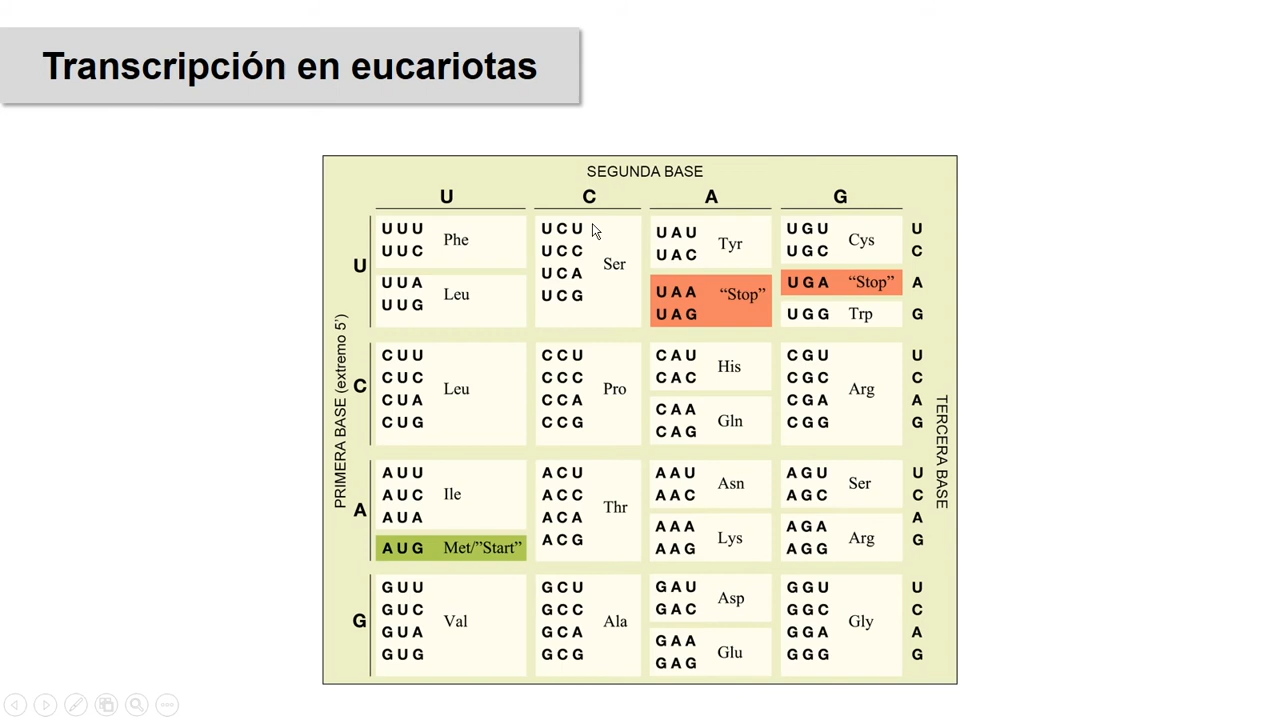 Transcripción en eucariotas
SEGUNDA BASE
U C A G
PRIMERA BASE (extremo 5')
TERCERA BASE
U
UUU
UUC
Phe
UUA
UUG
Leu
UCU
UCC
UCA
UCG
Ser
UAU
UAC
Tyr
UAA
UAG
“Stop”
UGU
UGC
Cys
UGA “Stop”
UGG Trp
U
C
A
G
C
CUU
CUC
CUA
CUG
Leu
CCU
CCC
CCA
CCG
Pro
CAU
CAC
His
CAA
CAG
Gln
CGU
CGC
CGA
CGG
Arg
U
C
A
G
A
AUU
AUC
AUA
Ile
AUG Met/”Start”
ACU
ACC
ACA
ACG
Thr
AAU
AAC
Asn
AAA
AAG
Lys
AGU
AGC
Ser
AGA
AGG
Arg
U
C
A
G
G
GUU
GUC
GUA
GUG
Val
GCU
GCC
GCA
GCG
Ala
GAU
GAC
Asp
GAA
GAG
Glu
GGU
GGC
GGA
GGG
Gly
U
C
A
G